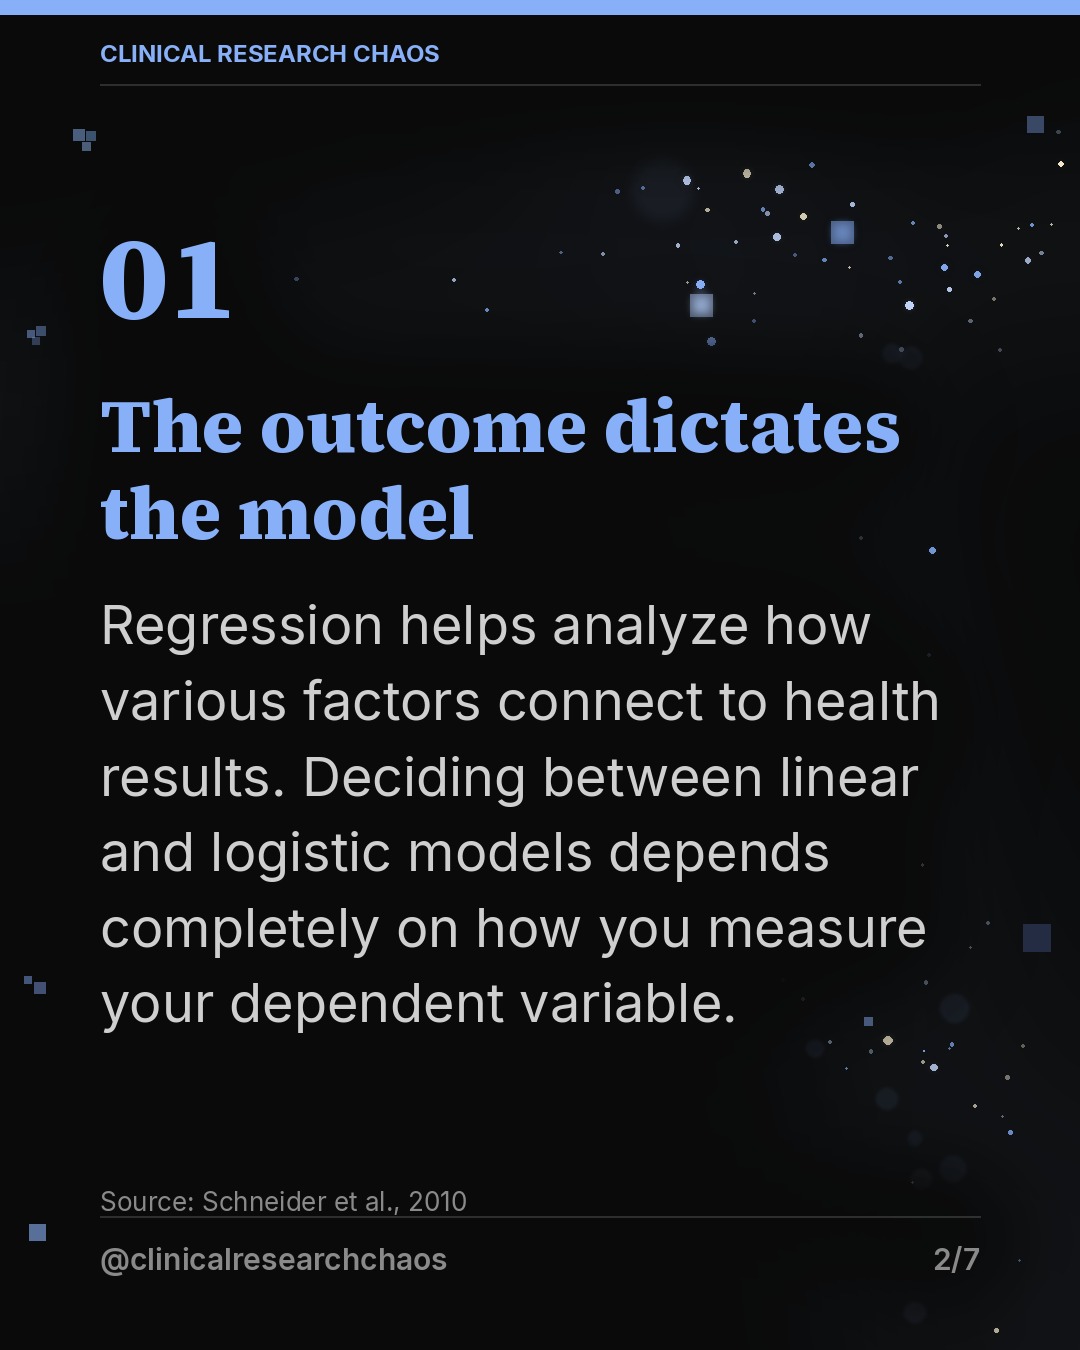 CLINICAL RESEARCH CHAOS
01
The outcome dictates
the model
Regression helps analyze how
various factors connect to health
results. Deciding between linear
and logistic models depends
completely on how you measure
your dependent variable.
Source: Schneider et al., 2010
@clinicalresearchchaos
2/7